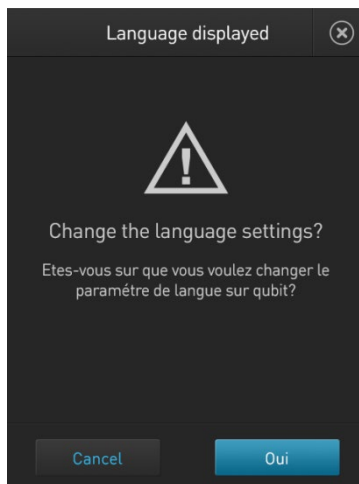 Language displayed
Change the language settings?
Etes-vous sur que vous voulez changer le
paramétre de langue sur qubit?
Cancel
Oui